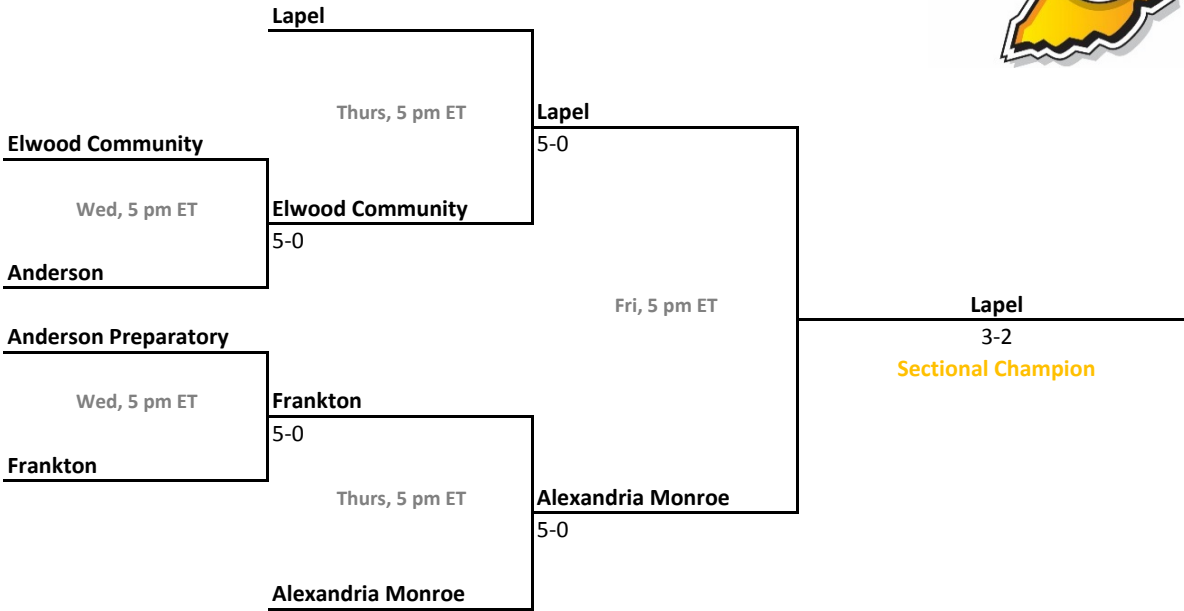 Lapel
Thurs, 5 pm ET
Lapel
5-0
Elwood Community
Wed, 5 pm ET
Elwood Community
5-0
Anderson
Fri, 5 pm ET
Lapel
3-2
Sectional Champion
Anderson Preparatory
Wed, 5 pm ET
Frankton
5-0
Frankton
Thurs, 5 pm ET
Alexandria Monroe
5-0
Alexandria Monroe